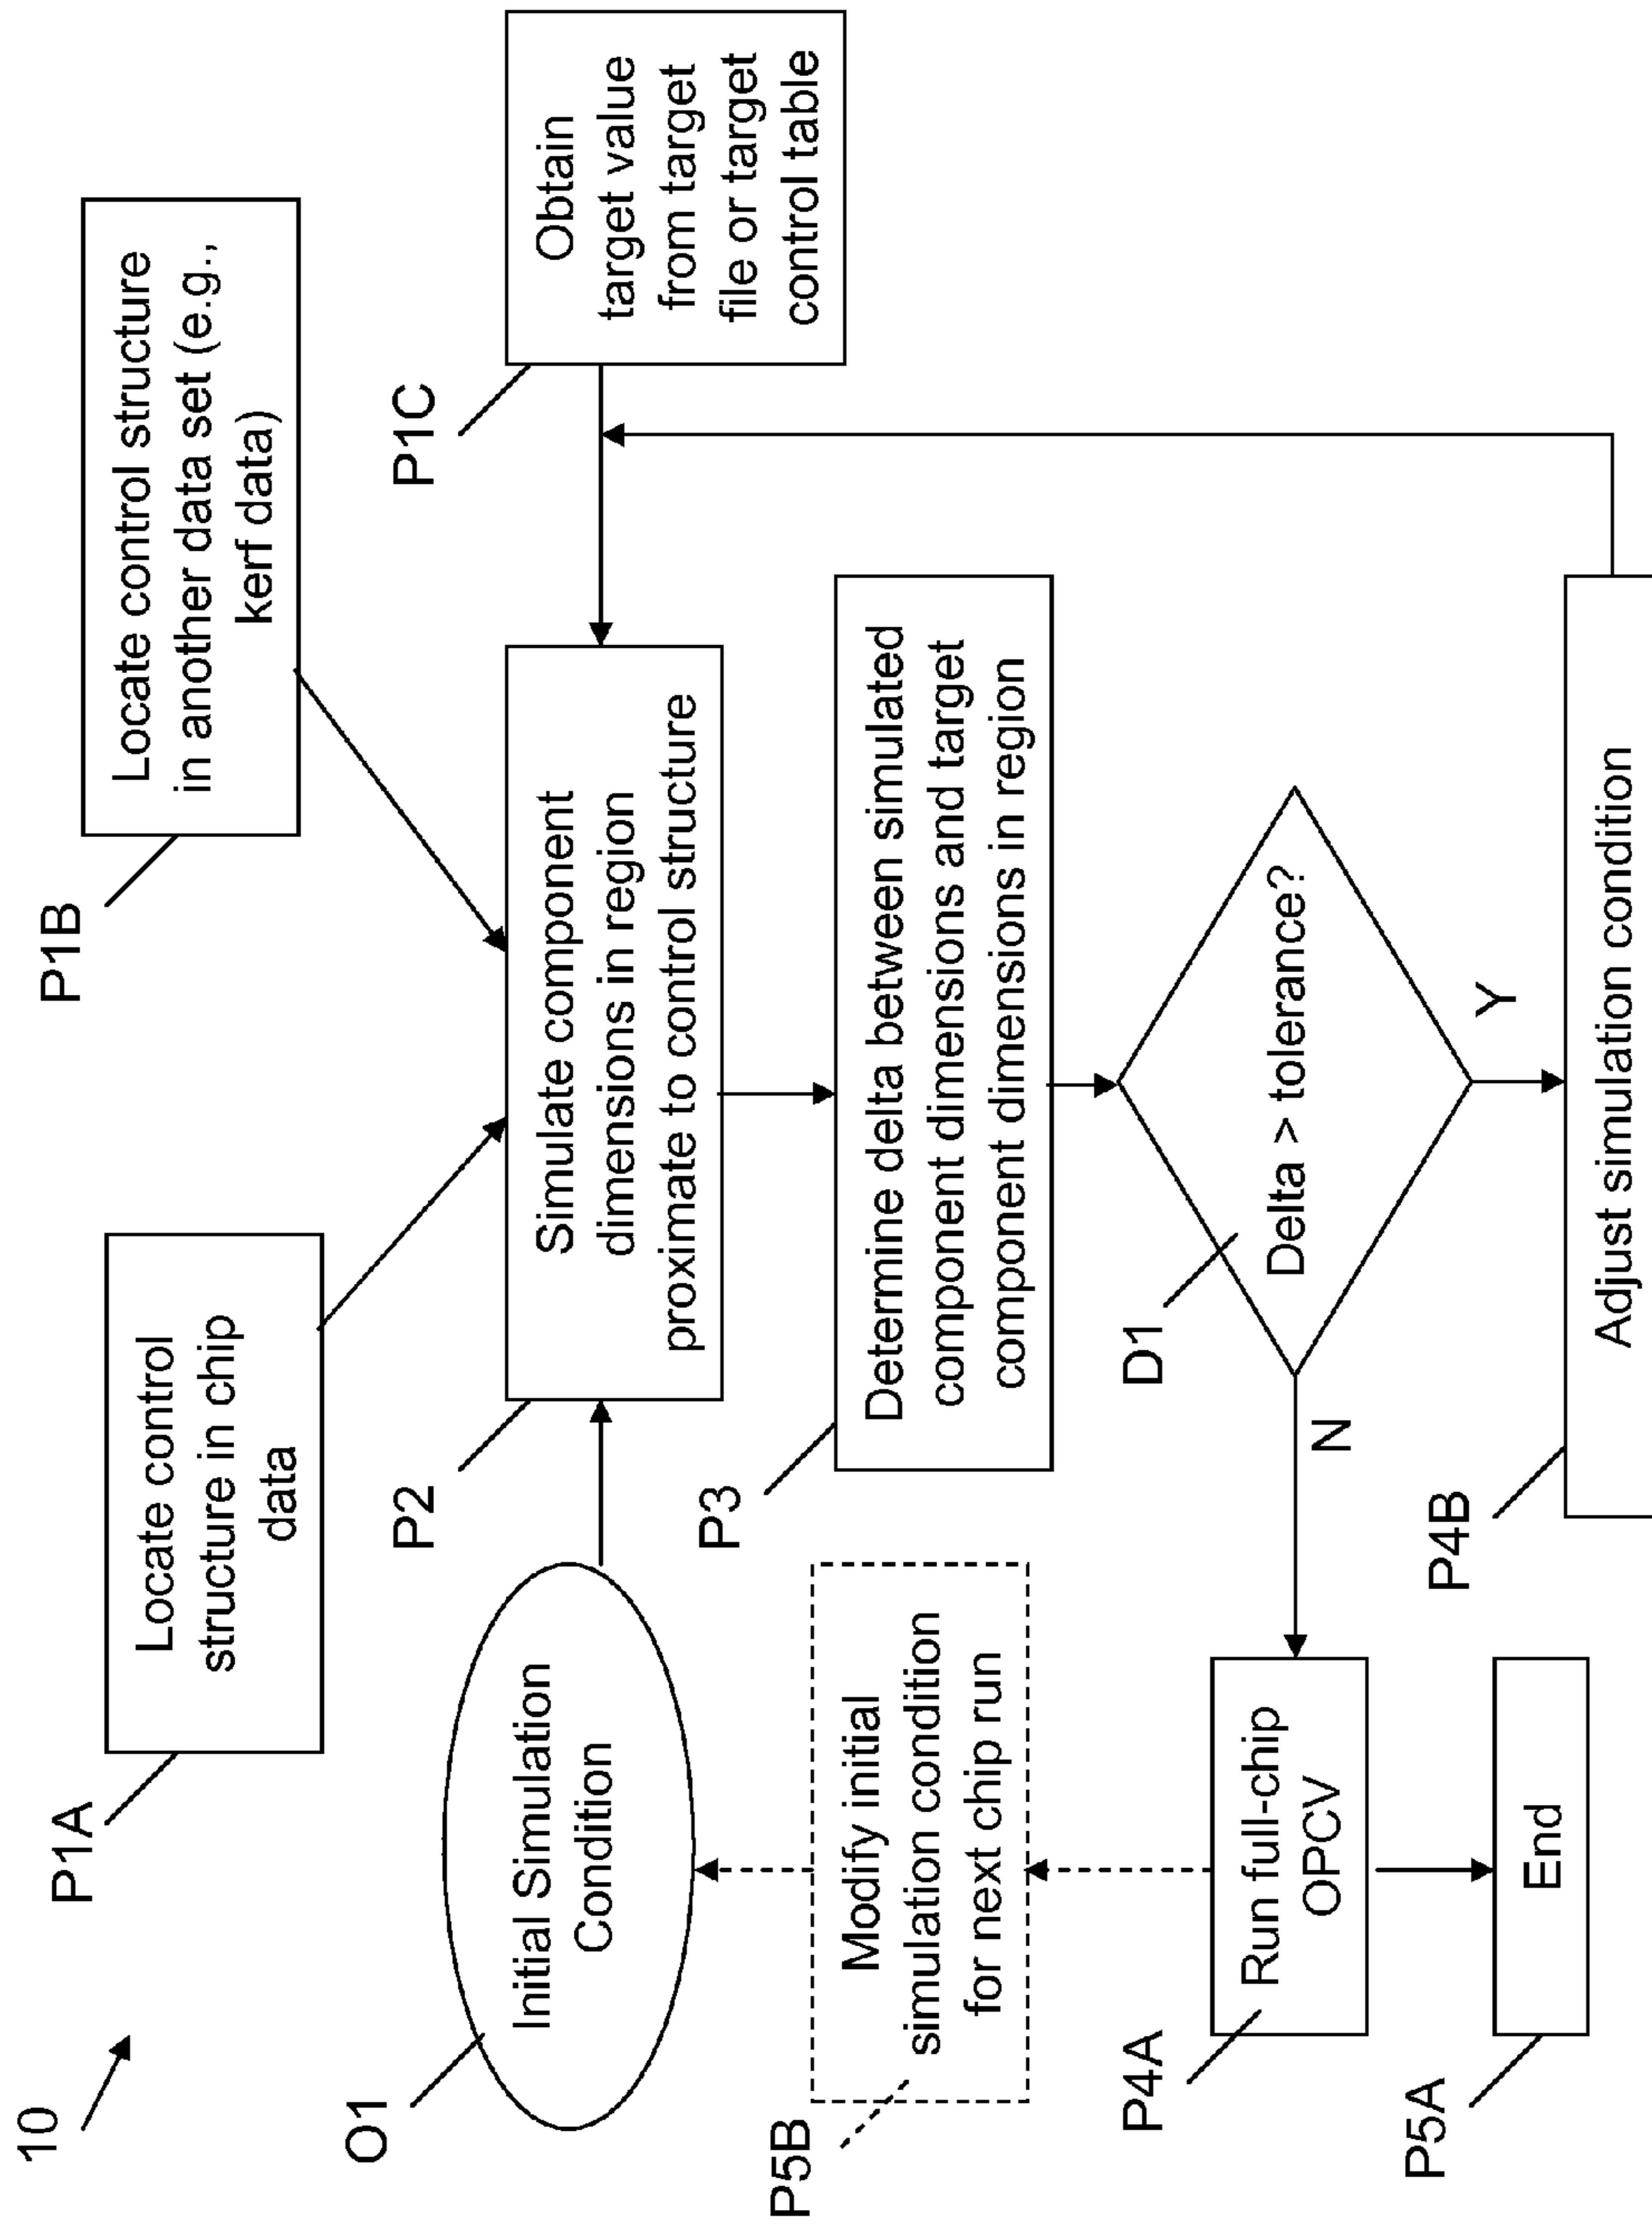 10
P1A
Locate control
structure in chip
data
P1B
Locate control structure
in another data set (e.g.,
kerf data)
O1
Initial Simulation
Condition
P2
Simulate component
dimensions in region
proximate to control structure
P1C
Obtain
target value
from target
file or target
control table
P5B
Modify initial
simulation condition
for next chip run
P3
Determine delta between simulated
component dimensions and target
component dimensions in region
D1
Delta > tolerance?
N
Y
P4A
Run full-chip
OPCV
P5A
End
P4B
Adjust simulation condition